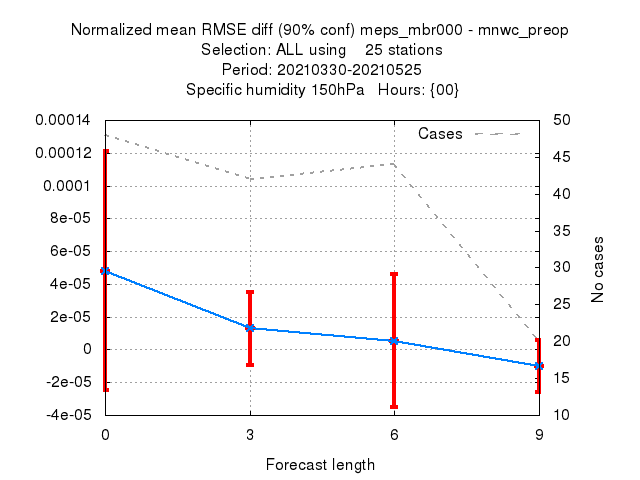 Normalized mean RMSE diff (90% conf) meps_mbr000 - mnwc_preop
Selection: ALL using 25 stations
Period: 20210330-20210525
Specific humidity 150hPa Hours: {00}
Cases
0.00014
0.00012
0.0001
8e-05
6e-05
4e-05
2e-05
0
-2e-05
-4e-05
50
45
40
35
30
25
20
15
10
No cases
0 3 6 9
Forecast length